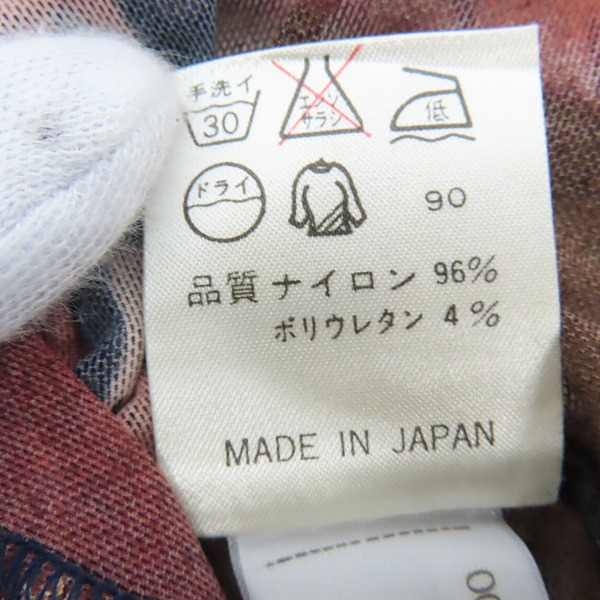 手洗イ
30
エンソ
サラシ
低
ドライ
90
品質 ナイロン 96%
ポリウレタン 4%
MADE IN JAPAN